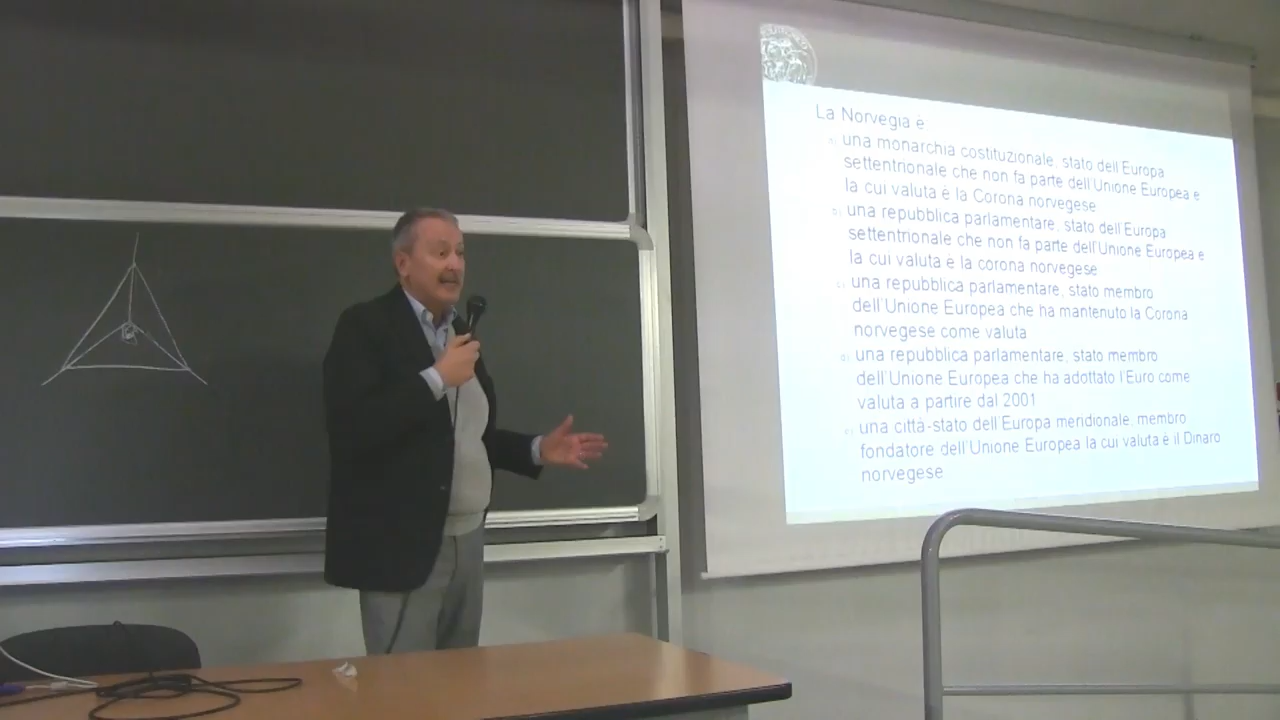 La Norvegia è
a) una monarchia costituzionale, stato dell'Europa
settentrionale che non fa parte dell'Unione Europea e
la cui valuta è la Corona norvegese
b) una repubblica parlamentare, stato dell'Europa
settentrionale che non fa parte dell'Unione Europea e
la cui valuta è la corona norvegese
c) una repubblica parlamentare, stato membro
dell'Unione Europea che ha mantenuto la Corona
norvegese come valuta
d) una repubblica parlamentare, stato membro
dell'Unione Europea che ha adottato l'Euro come
valuta a partire dal 2001
e) una città-stato dell'Europa meridionale, membro
fondatore dell'Unione Europea la cui valuta è il Dinaro
norvegese